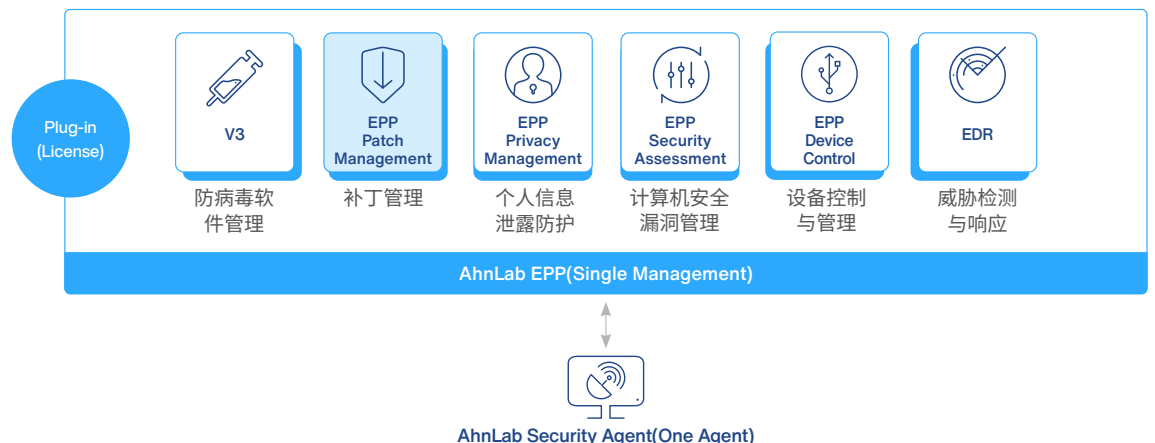 Plug-in
(License)
V3
EPP
Patch
Management
EPP
Privacy
Management
EPP
Security
Assessment
EPP
Device
Control
EDR
防病毒软
件管理
补丁管理
个人信息
泄露防护
计算机安全
漏洞管理
设备控制
与管理
威胁检测
与响应
AhnLab EPP(Single Management)
AhnLab Security Agent(One Agent)